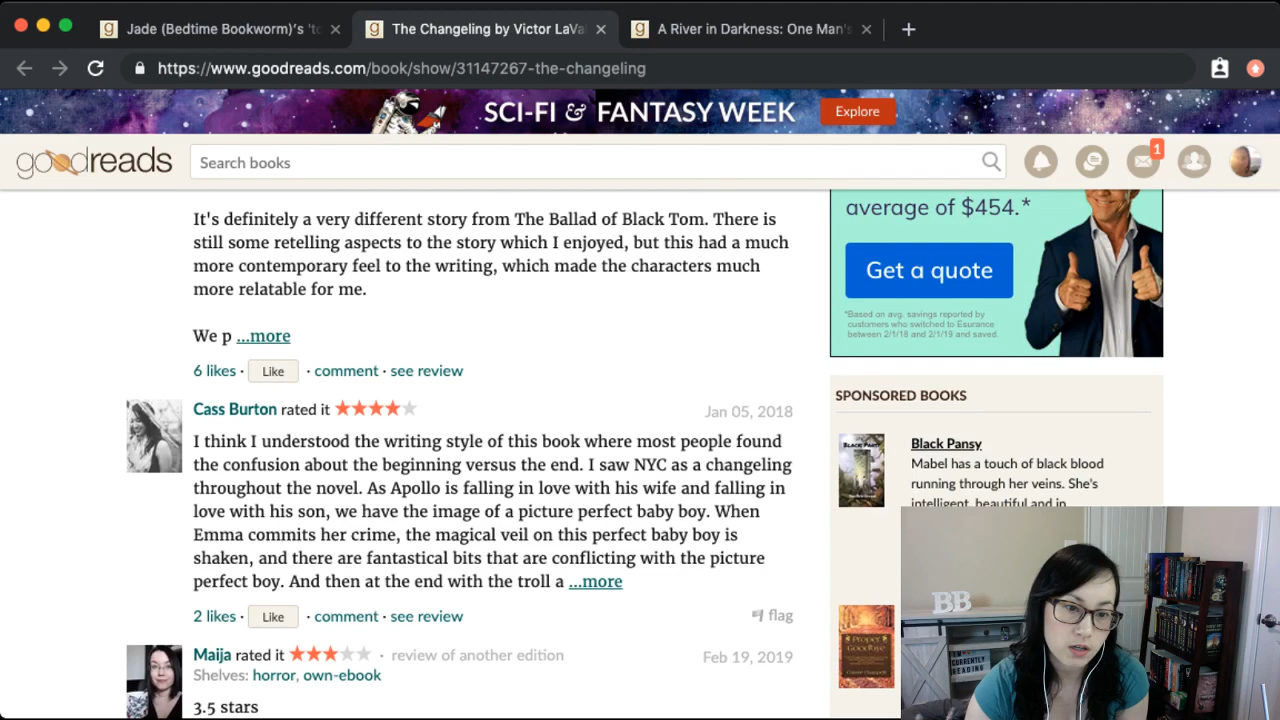 Jade (Bedtime Bookworm)'s 'to
The Changeling by Victor LaVa
A River in Darkness: One Man's
https://www.goodreads.com/book/show/31147267-the-changeling
SCI-FI & FANTASY WEEK
Explore
goodreads
Search books
1
It's definitely a very different story from The Ballad of Black Tom. There is
still some retelling aspects to the story which I enjoyed, but this had a much
more contemporary feel to the writing, which made the characters much
more relatable for me.
We p ...more
6 likes · Like · comment · see review
Cass Burton rated it
Jan 05, 2018
I think I understood the writing style of this book where most people found
the confusion about the beginning versus the end. I saw NYC as a changeling
throughout the novel. As Apollo is falling in love with his wife and falling in
love with his son, we have the image of a picture perfect baby boy. When
Emma commits her crime, the magical veil on this perfect baby boy is
shaken, and there are fantastical bits that are conflicting with the picture
perfect boy. And then at the end with the troll a ...more
2 likes · Like · comment · see review
flag
Maija rated it · review of another edition
Feb 19, 2019
Shelves: horror, own-ebook
3.5 stars
average of $454.*
Get a quote
*Based on avg. savings reported by
customers who switched to Esurance
between 2/1/18 and 2/1/19 and saved.
SPONSORED BOOKS
Black Pansy
Mabel has a touch of black blood
running through her veins. She's
intelligent, beautiful and in
BB
CURRENTLY
READING